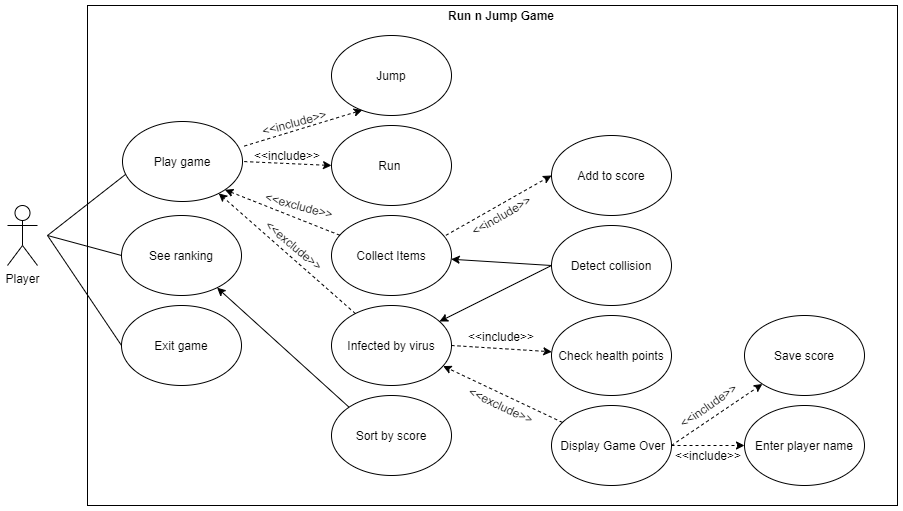 Run n Jump Game
Jump
<<include>>
Play game
<<include>>
Run
Add to score
<<exclude>>
<<include>>
Player
See ranking
<<exclude>>
Collect Items
Detect collision
Exit game
Infected by virus
<<include>>
Check health points
Save score
<<exclude>>
<<include>>
Sort by score
Display Game Over
<<include>>
Enter player name